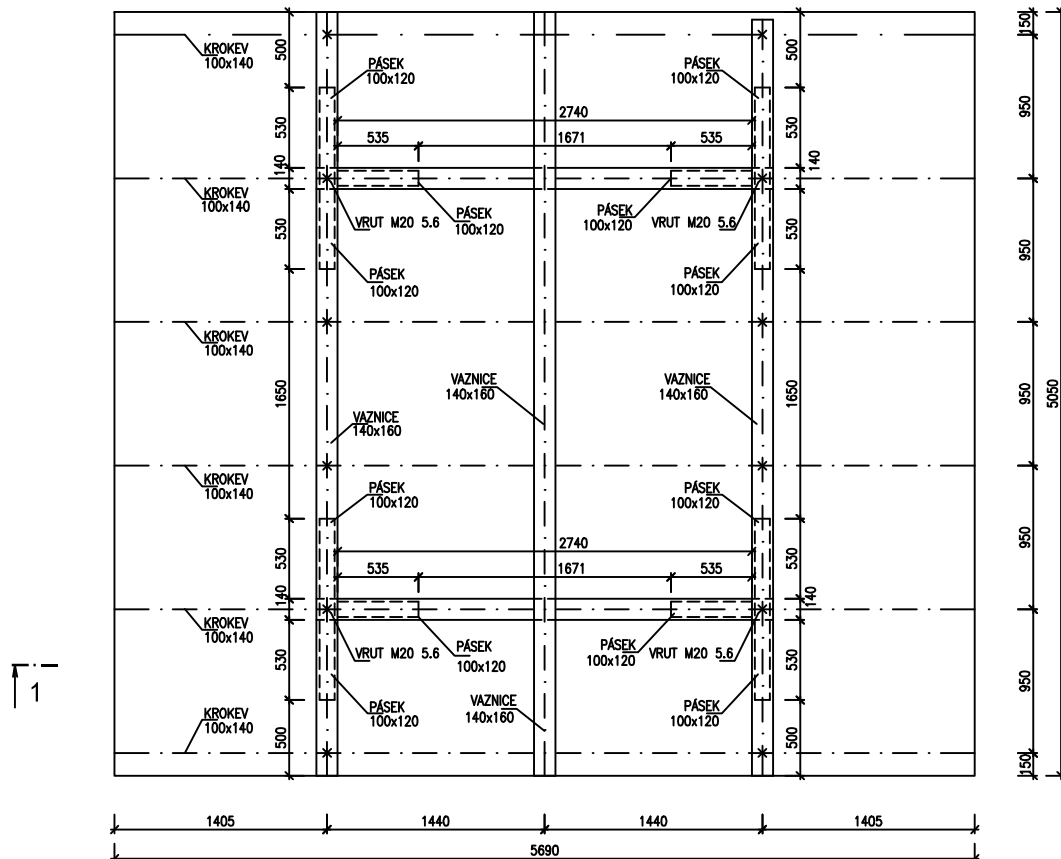 KROKEV
100x140
500
PÁSEK
100x120
PÁSEK
100x120
500
150
2740
530
535
1671
535
530
950
140
140
KROKEV
100x140
VRUT M20 5.6
PÁSEK
100x120
PÁSEK
100x120
VRUT M20 5.6
530
530
950
PÁSEK
100x120
PÁSEK
100x120
KROKEV
100x140
1650
VAZNICE
140x160
VAZNICE
140x160
VAZNICE
140x160
1650
950
5050
KROKEV
100x140
PÁSEK
100x120
PÁSEK
100x120
950
2740
530
535
1671
535
530
140
140
KROKEV
100x140
VRUT M20 5.6
PÁSEK
100x120
PÁSEK
100x120
VRUT M20 5.6
530
530
950
1
PÁSEK
100x120
VAZNICE
140x160
PÁSEK
100x120
KROKEV
100x140
500
500
150
1405
1440
1440
1405
5690